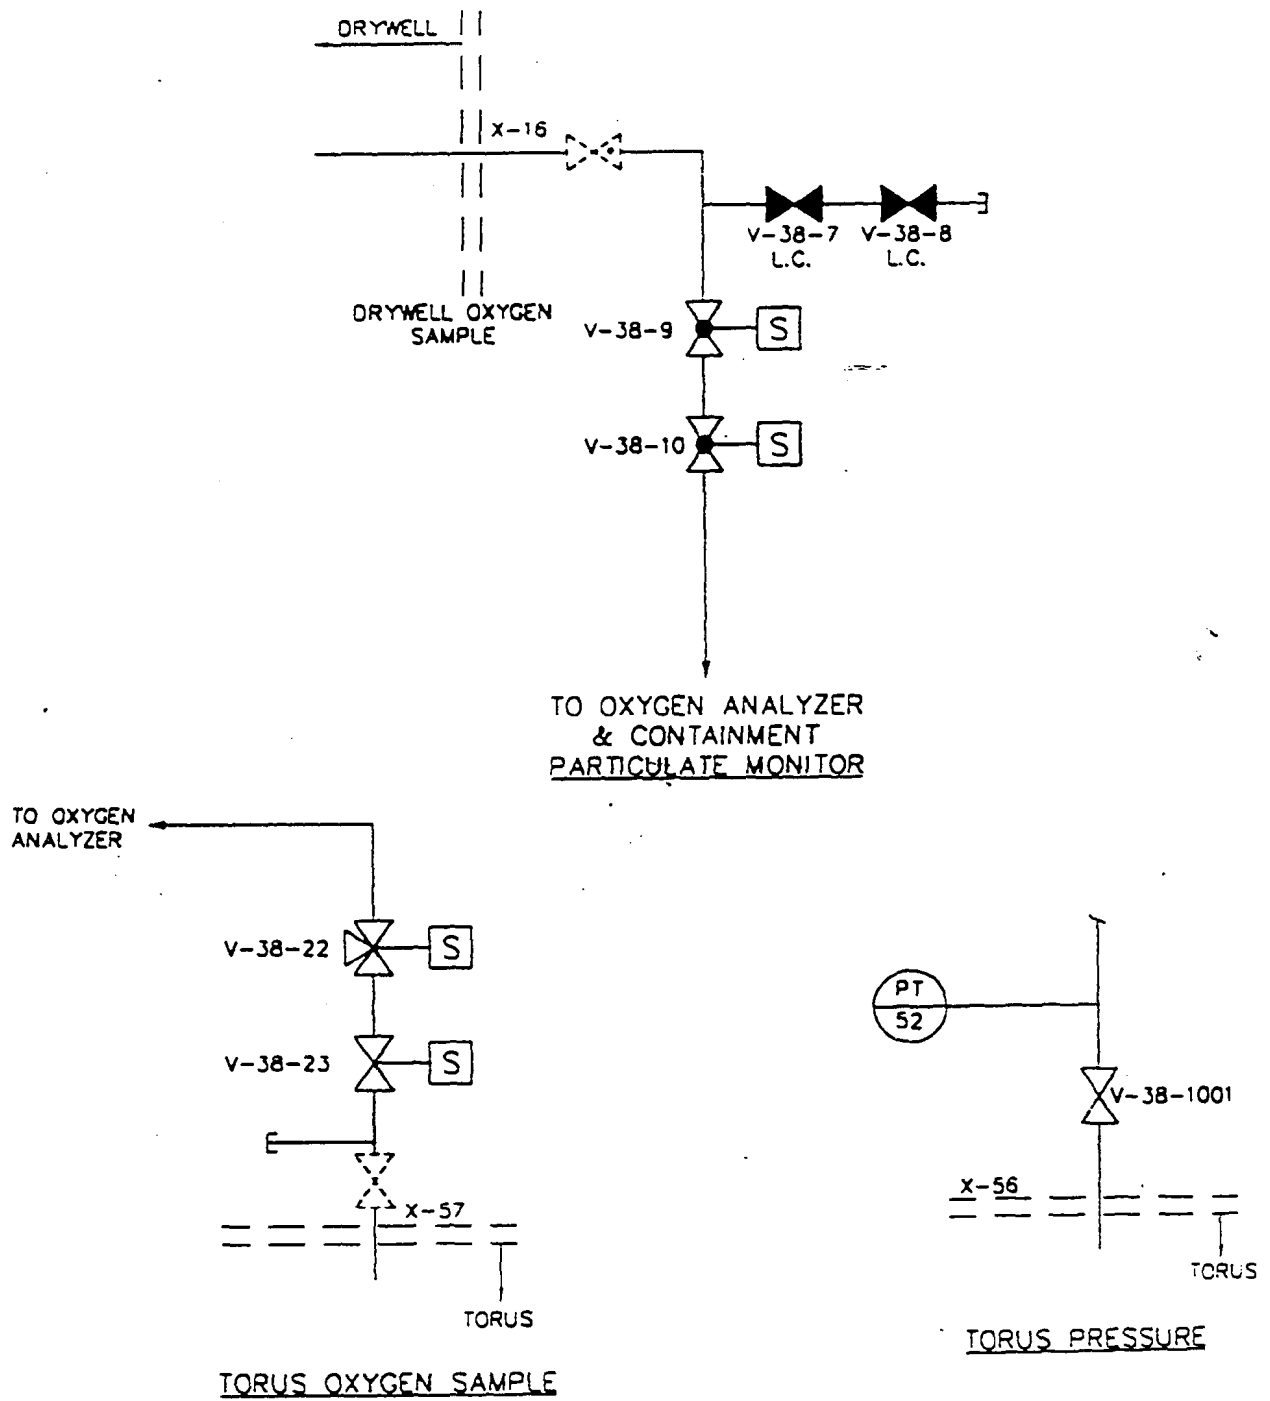 DRYWELL
X-16
V-38-7 V-38-8
L.C. L.C.
DRYWELL OXYGEN
SAMPLE
V-38-9 S
V-38-10 S
TO OXYGEN ANALYZER
& CONTAINMENT
PARTICULATE MONITOR
TO OXYGEN
ANALYZER
V-38-22 S
PT
52
V-38-23 S
V-38-1001
X-57
X-56
TORUS
TORUS
TORUS OXYGEN SAMPLE
TORUS PRESSURE